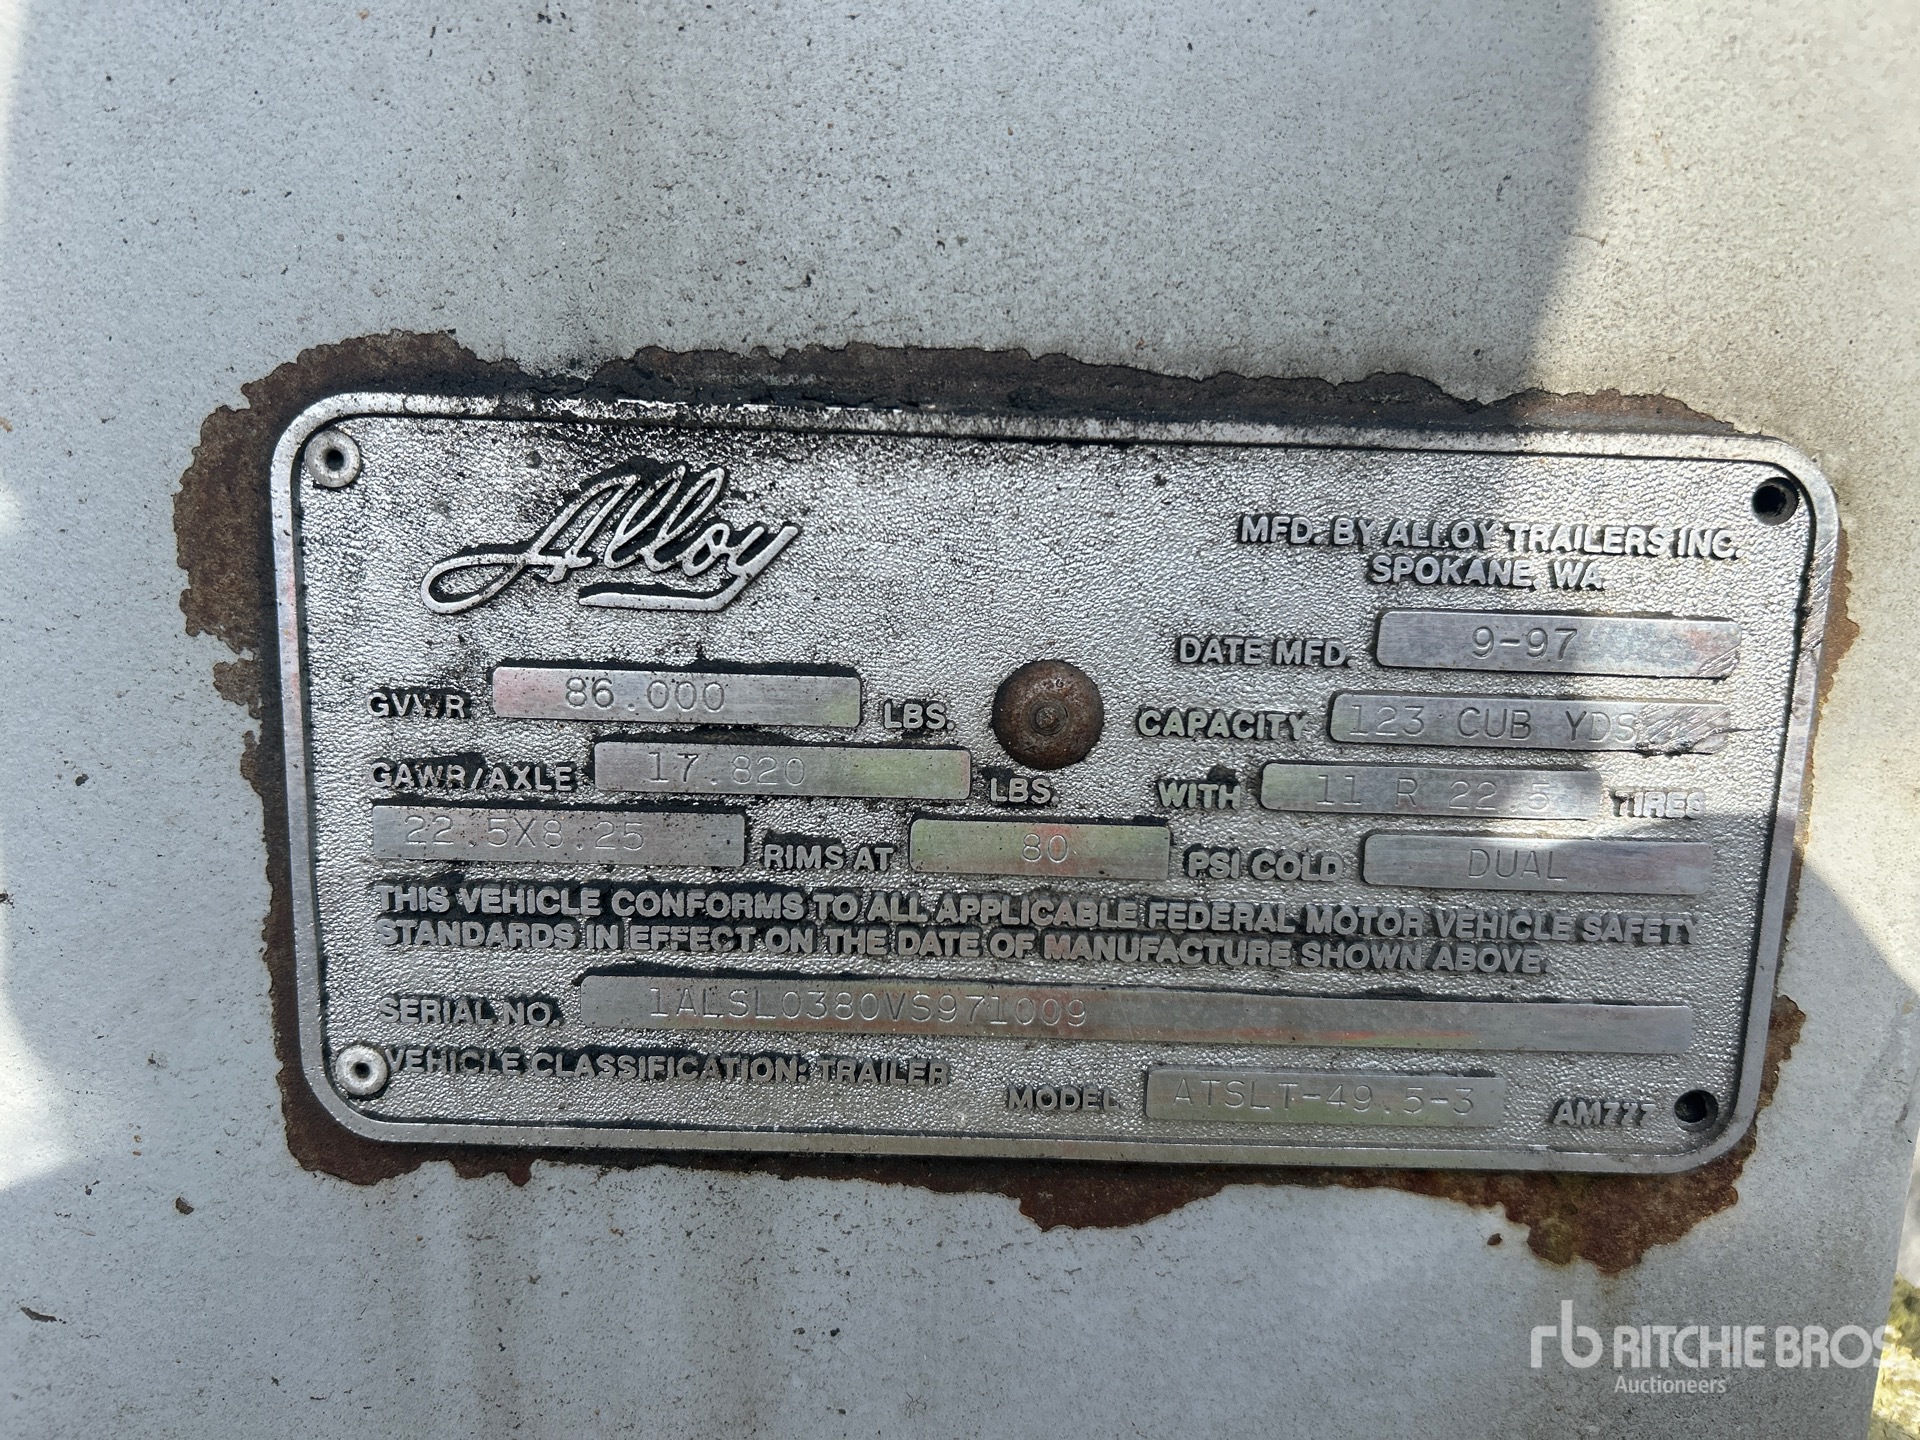 Alloy
MFD. BY ALLOY TRAILERS INC.
SPOKANE, WA
DATE MFD. 9-97
GVWR 86.000 LBS.
CAPACITY 123 CUB YDS
GAWR/AXLE 17.820 LBS.
WITH 11 R 22.5 TIRES
22.5X8.25 RIMS AT 80 PSI COLD DUAL
THIS VEHICLE CONFORMS TO ALL APPLICABLE FEDERAL MOTOR VEHICLE SAFETY
STANDARDS IN EFFECT ON THE DATE OF MANUFACTURE SHOWN ABOVE.
SERIAL NO. 1ALSL0380VS971009
VEHICLE CLASSIFICATION: TRAILER
MODEL ATSLT-49.5-3 AM777
rb RITCHIE BROS
Auctioneers